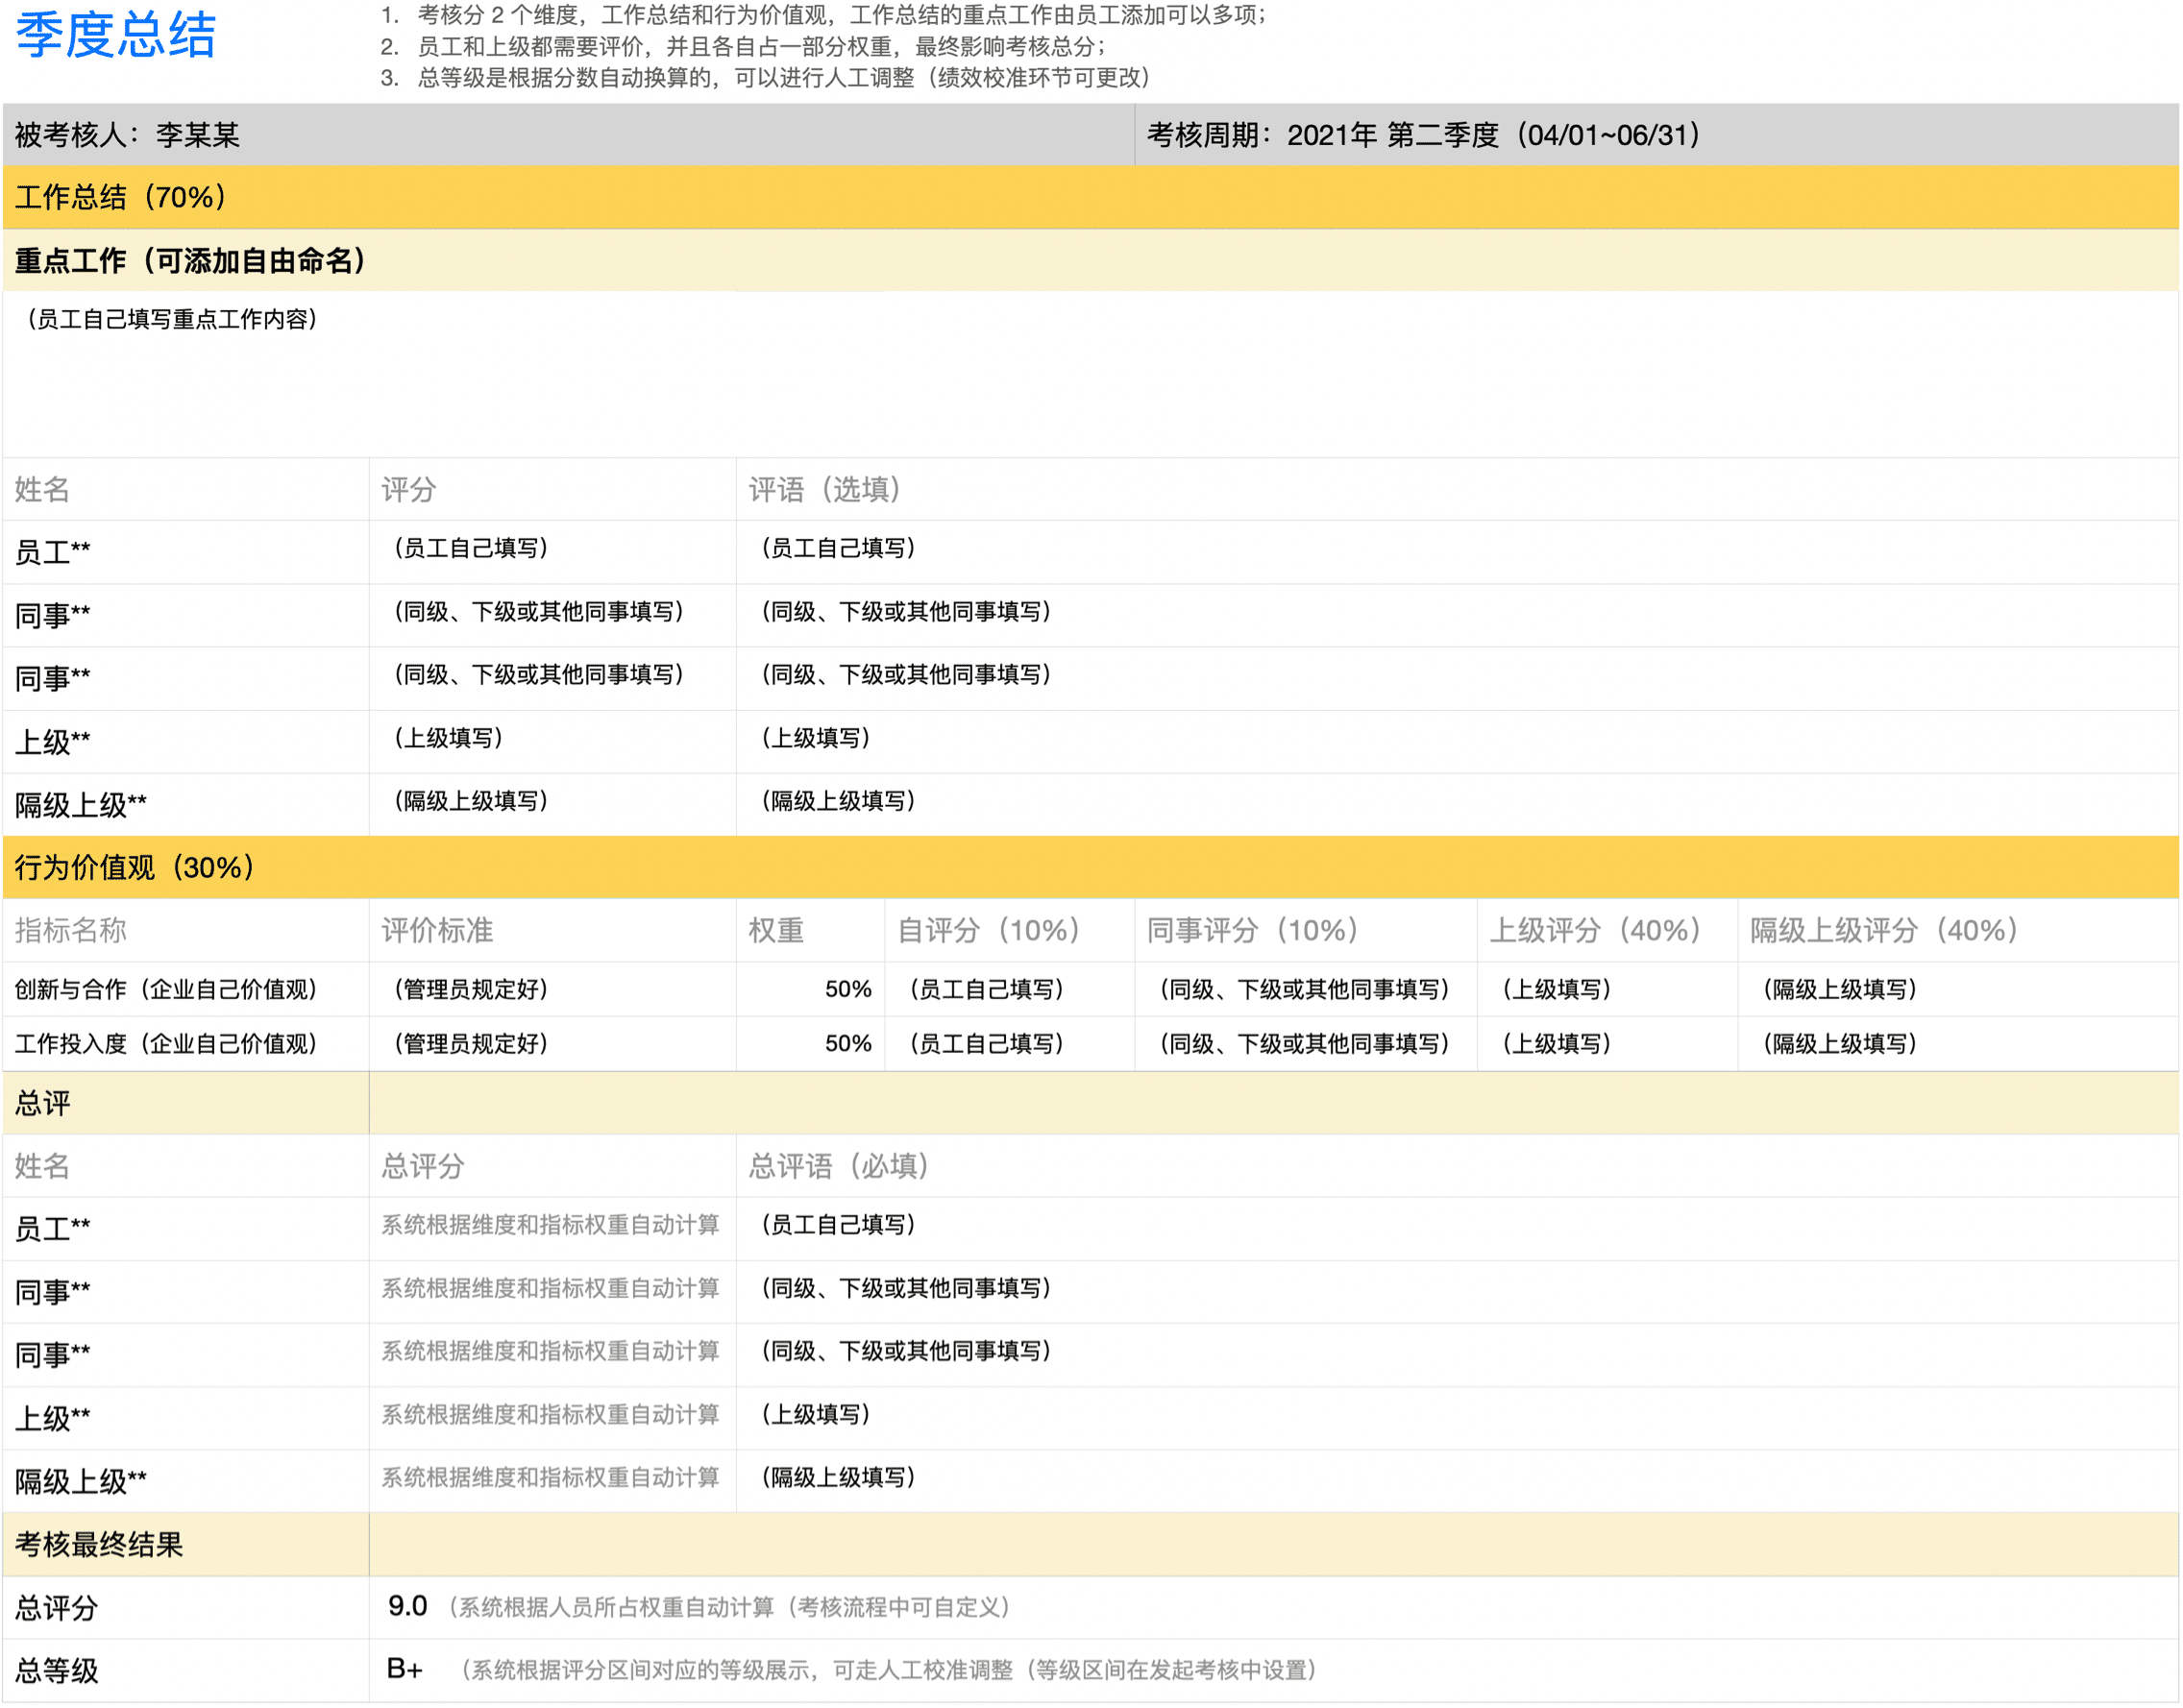 季度总结
1. 考核分 2 个维度，工作总结和行为价值观，工作总结的重点工作由员工添加可以多项；
2. 员工和上级都需要评价，并且各自占一部分权重，最终影响考核总分；
3. 总等级是根据分数自动换算的，可以进行人工调整（绩效校准环节可更改）
被考核人：李某某 考核周期：2021年 第二季度（04/01~06/31）
工作总结（70%）
重点工作（可添加自由命名）
（员工自己填写重点工作内容）
姓名 评分 评语（选填）
员工** （员工自己填写） （员工自己填写）
同事** （同级、下级或其他同事填写） （同级、下级或其他同事填写）
同事** （同级、下级或其他同事填写） （同级、下级或其他同事填写）
上级** （上级填写） （上级填写）
隔级上级** （隔级上级填写） （隔级上级填写）
行为价值观（30%）
指标名称 评价标准 权重 自评分（10%） 同事评分（10%） 上级评分（40%） 隔级上级评分（40%）
创新与合作（企业自己价值观） （管理员规定好） 50% （员工自己填写） （同级、下级或其他同事填写） （上级填写） （隔级上级填写）
工作投入度（企业自己价值观） （管理员规定好） 50% （员工自己填写） （同级、下级或其他同事填写） （上级填写） （隔级上级填写）
总评
姓名 总评分 总评语（必填）
员工** 系统根据维度和指标权重自动计算 （员工自己填写）
同事** 系统根据维度和指标权重自动计算 （同级、下级或其他同事填写）
同事** 系统根据维度和指标权重自动计算 （同级、下级或其他同事填写）
上级** 系统根据维度和指标权重自动计算 （上级填写）
隔级上级** 系统根据维度和指标权重自动计算 （隔级上级填写）
考核最终结果
总评分 9.0 （系统根据人员所占权重自动计算（考核流程中可自定义）
总等级 B+ （系统根据评分区间对应的等级展示，可走人工校准调整（等级区间在发起考核中设置）